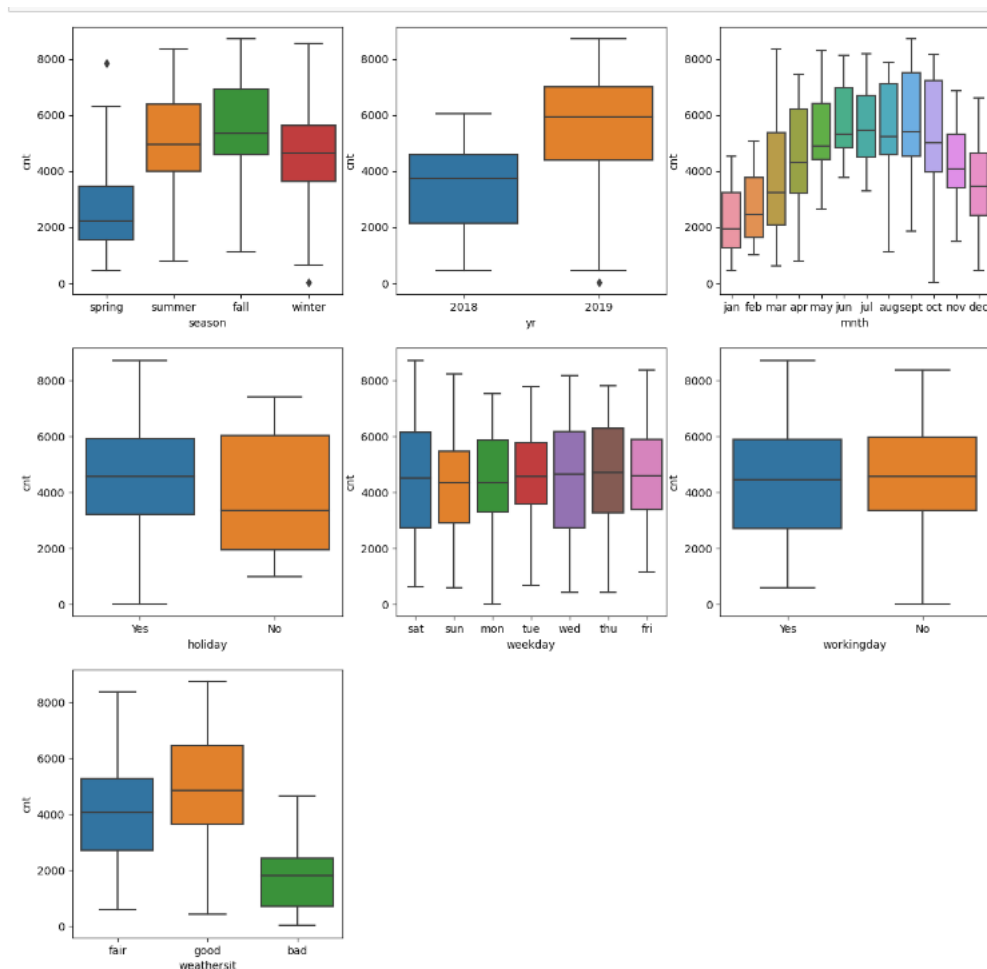 8000
6000
4000
2000
0
cnt
spring summer fall winter
season
8000
6000
4000
2000
0
cnt
2018 2019
yr
8000
6000
4000
2000
0
cnt
jan feb mar apr may jun jul aug sept oct nov dec
mnth
8000
6000
4000
2000
0
cnt
Yes No
holiday
8000
6000
4000
2000
0
cnt
sat sun mon tue wed thu fri
weekday
8000
6000
4000
2000
0
cnt
Yes No
workingday
8000
6000
4000
2000
0
cnt
fair good bad
weathersit